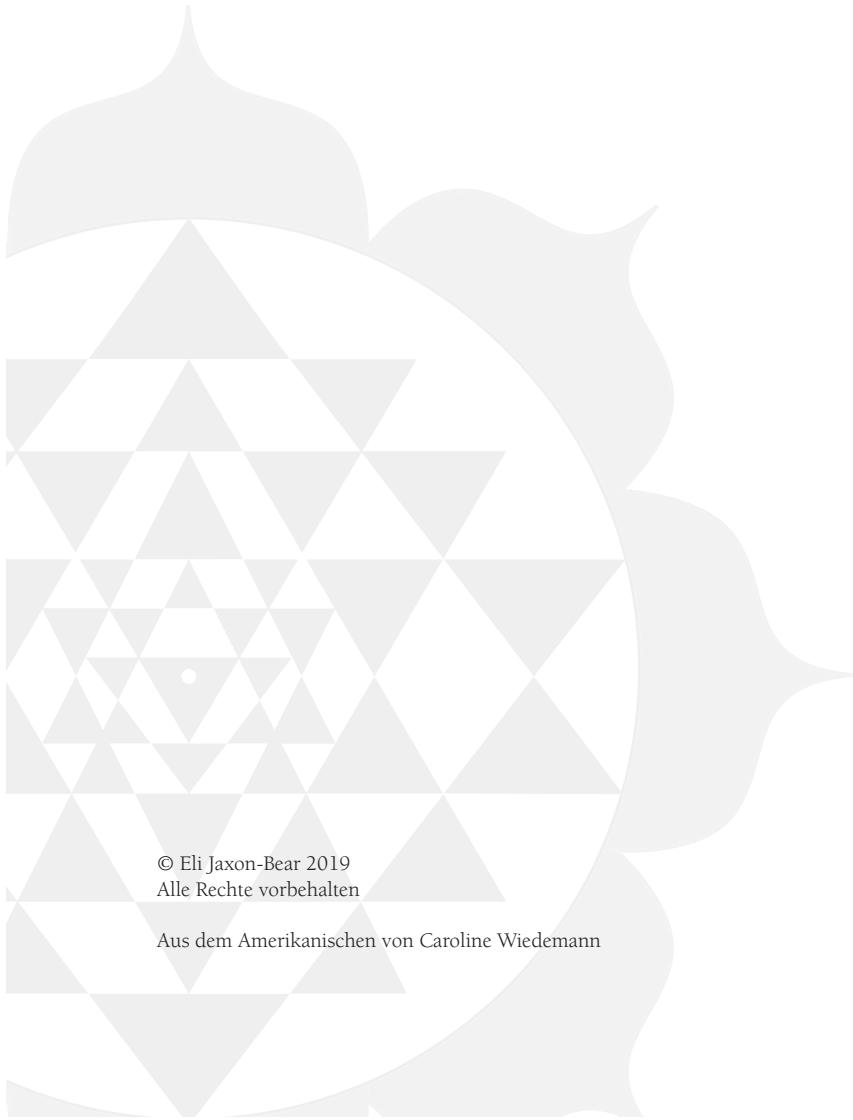 © Eli Jaxon-Bear 2019
Alle Rechte vorbehalten
Aus dem Amerikanischen von Caroline Wiedemann